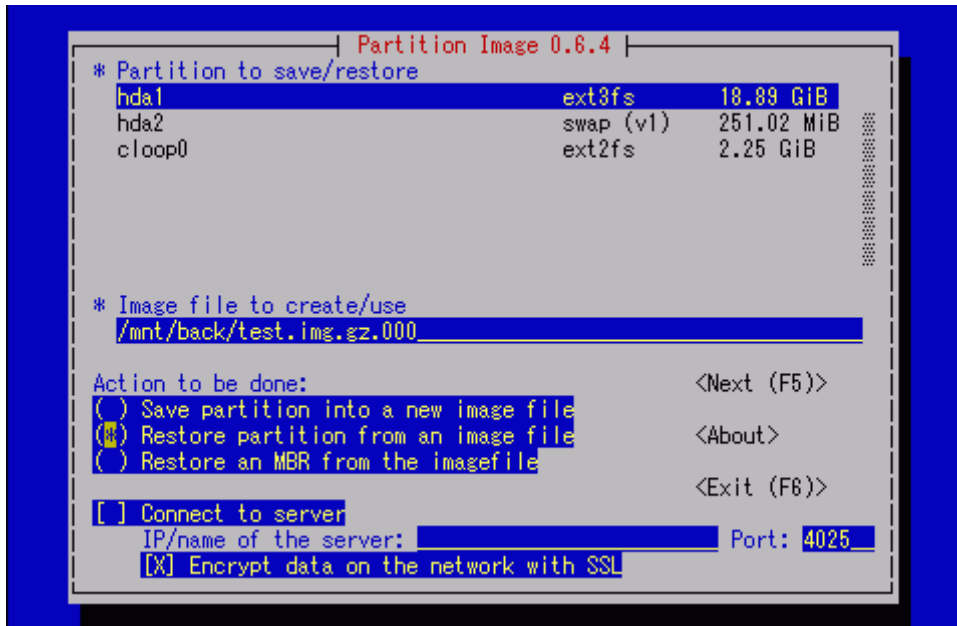 Partition Image 0.6.4
* Partition to save/restore
hda1 ext3fs 18.89 GiB
hda2 swap (v1) 251.02 MiB
cloop0 ext2fs 2.25 GiB
* Image file to create/use
/mnt/back/test.img.gz.000
Action to be done: <Next (F5)>
( ) Save partition into a new image file
(*) Restore partition from an image file <About>
( ) Restore an MBR from the imagefile
<Exit (F6)>
[ ] Connect to server
IP/name of the server: Port: 4025
[X] Encrypt data on the network with SSL